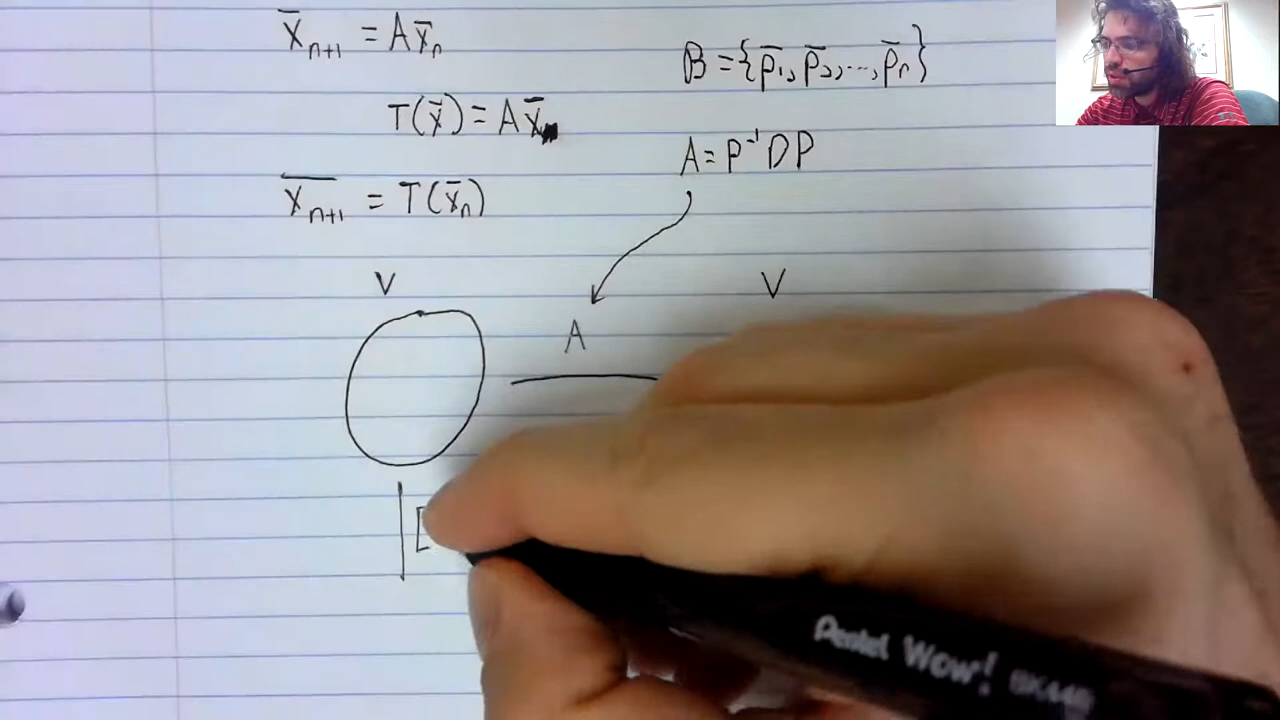 x̄ₙ₊₁ = Ax̄ₙ
B = {p̄₁, p̄₂, ..., p̄ₙ}
T(x̄) = Ax̄
A = P⁻¹DP
x̄ₙ₊₁ = T(x̄ₙ)
V V
A
[
Pentel Wow!